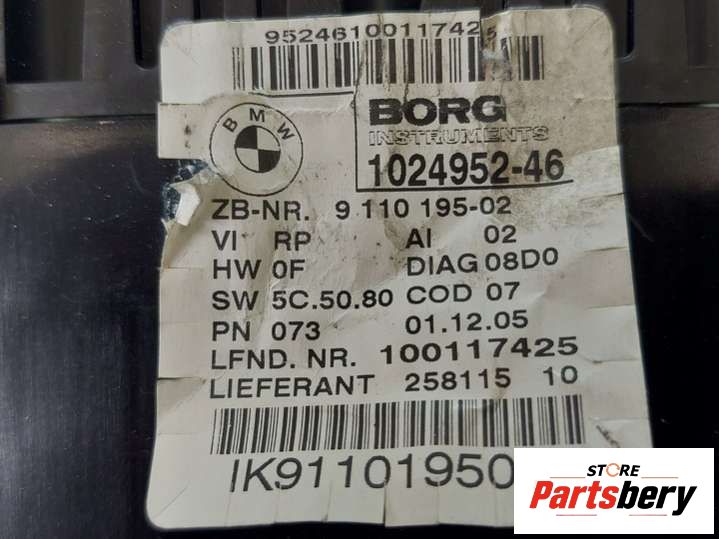 9524610011742
BMW
BORG
INSTRUMENTS
1024952-46
ZB-NR. 9 110 195-02
VI RP AI 02
HW 0F DIAG 08D0
SW 5C.50.80 COD 07
PN 073 01.12.05
LFND. NR. 100117425
LIEFERANT 258115 10
IK91101950
STORE
Partsbery